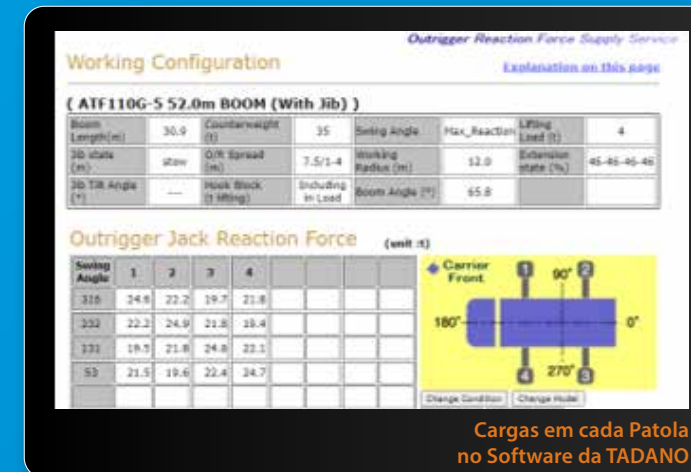 Outrigger Reaction Force Supply Service
Working Configuration
Explanation on this page
( ATF110G-5 52.0m BOOM (With Jib) )
Boom Length(m) 30.9 Counterweight (t) 35 Swing Angle Max_Reaction Lifting Load (t) 4
Jib state (m) stow O/R Spread (m) 7.5/1-4 Working Radius (m) 12.0 Extension state (%) 46-46-46-46
Jib Tilt Angle (°) --- Hook Block (t lifting) Including in Load Boom Angle (°) 65.8
Outrigger Jack Reaction Force (unit :t)
Swing Angle 1 2 3 4
24.6 22.2 19.7 21.8
22.2 24.9 21.8
131 21.8 24.8 22.1
53 21.5 19.6 22.4 24.7
Carrier Front
1 90° 2
180° 0°
4 270° 3
Change Condition Change Model
Cargas em cada Patola
no Software da TADANO